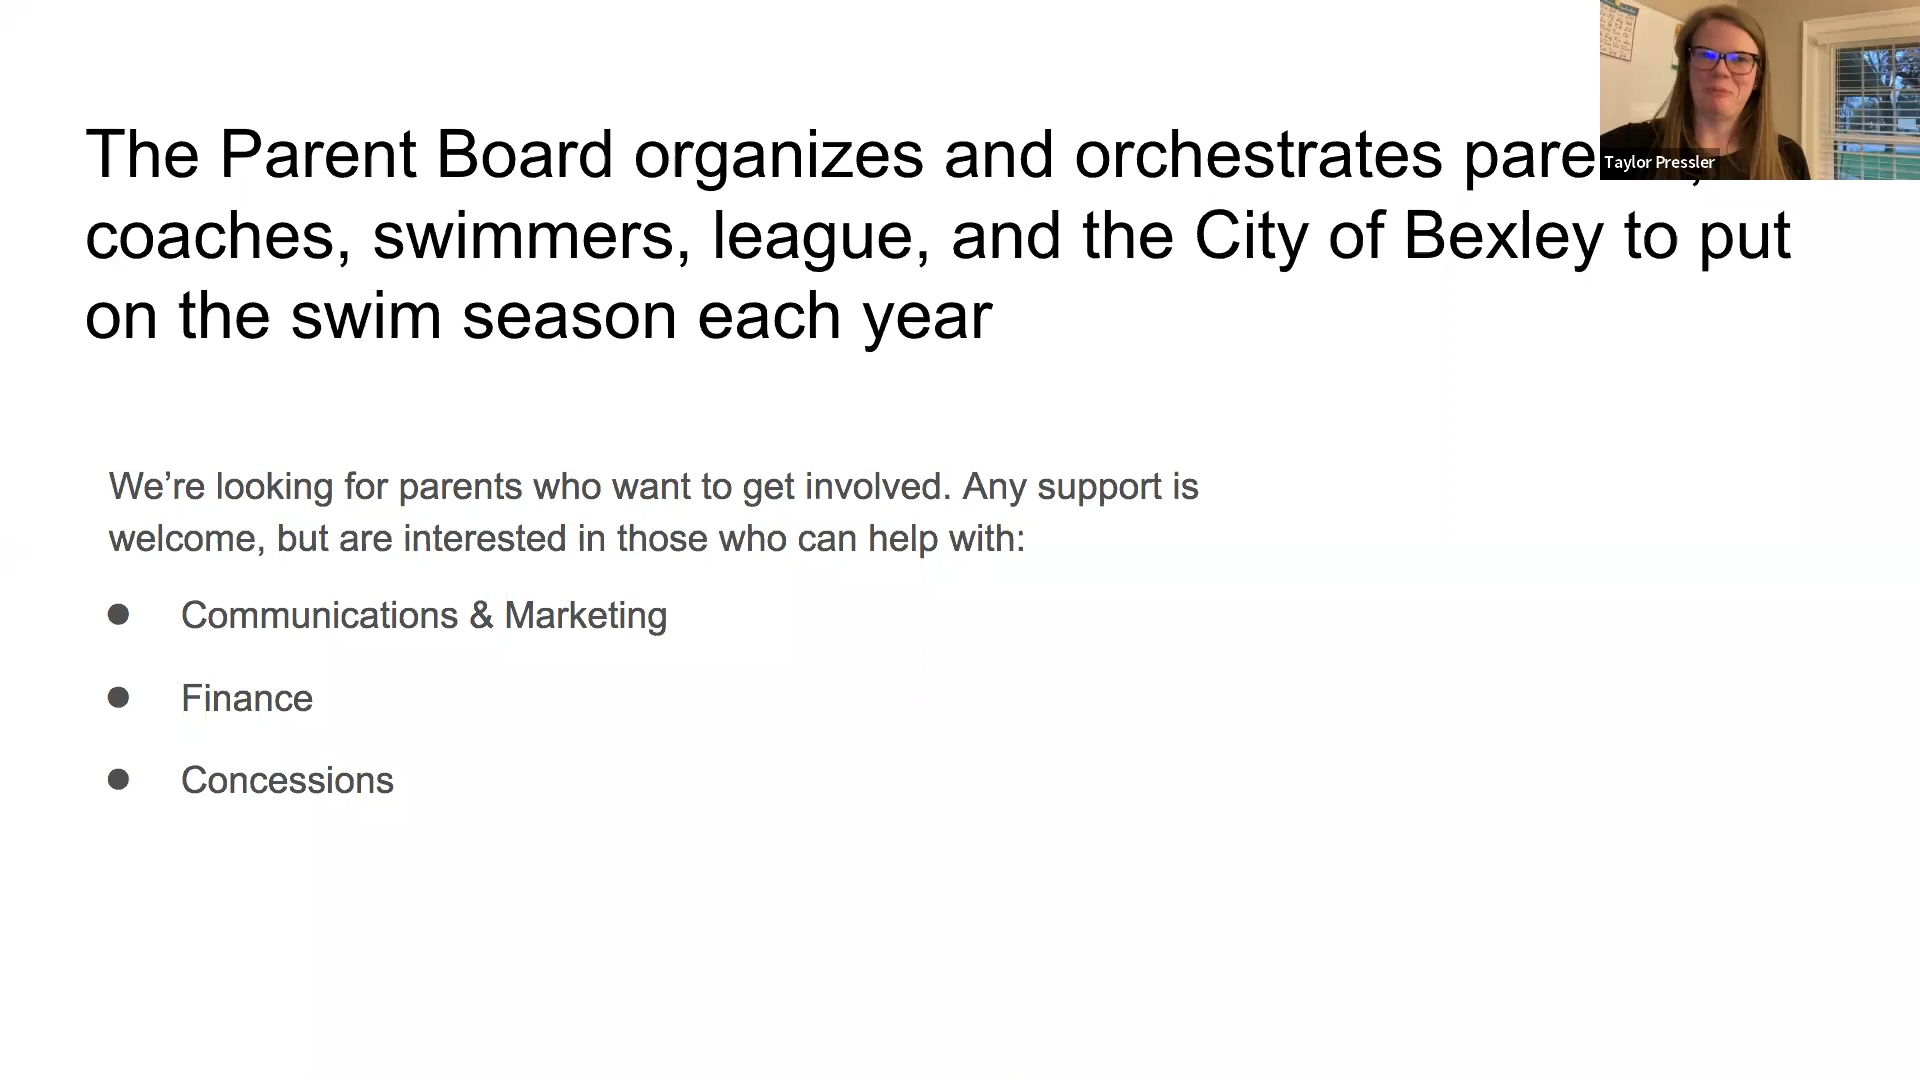 The Parent Board organizes and orchestrates
coaches, swimmers, league, and the City of Bexley to put
on the swim season each year
Taylor Pressler
We’re looking for parents who want to get involved. Any support is
welcome, but are interested in those who can help with:
● Communications & Marketing
● Finance
● Concessions